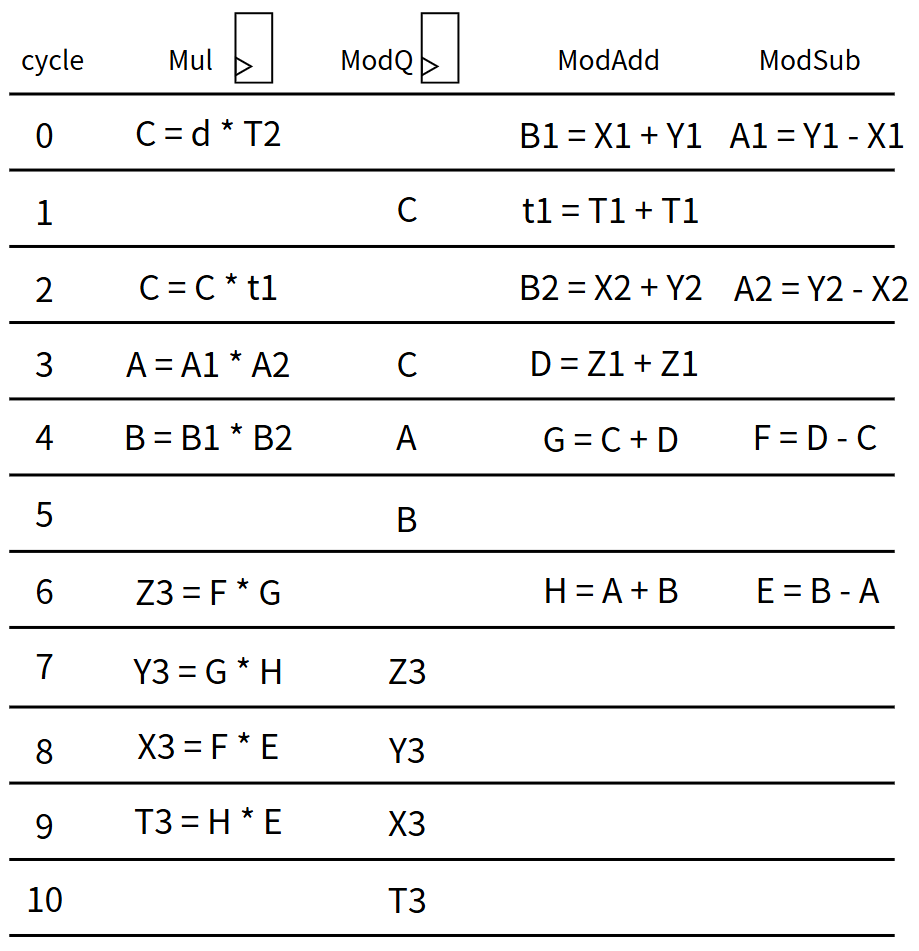 cycle Mul ModQ ModAdd ModSub
0 C = d * T2 B1 = X1 + Y1 A1 = Y1 - X1
1 C t1 = T1 + T1
2 C = C * t1 B2 = X2 + Y2 A2 = Y2 - X2
3 A = A1 * A2 C D = Z1 + Z1
4 B = B1 * B2 A G = C + D F = D - C
5 B
6 Z3 = F * G H = A + B E = B - A
7 Y3 = G * H Z3
8 X3 = F * E Y3
9 T3 = H * E X3
10 T3